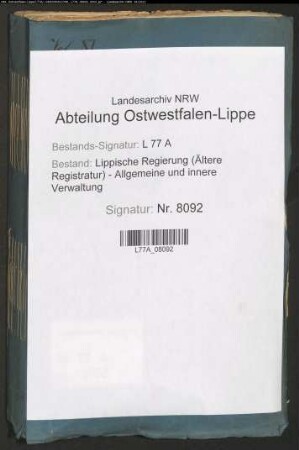 Landesarchiv NRW
Abteilung Ostwestfalen-Lippe
Bestands-Signatur: L 77 A
Bestand: Lippische Regierung (Ältere
Registratur) - Allgemeine und innere
Verwaltung
Signatur: Nr. 8092
L77A_08092